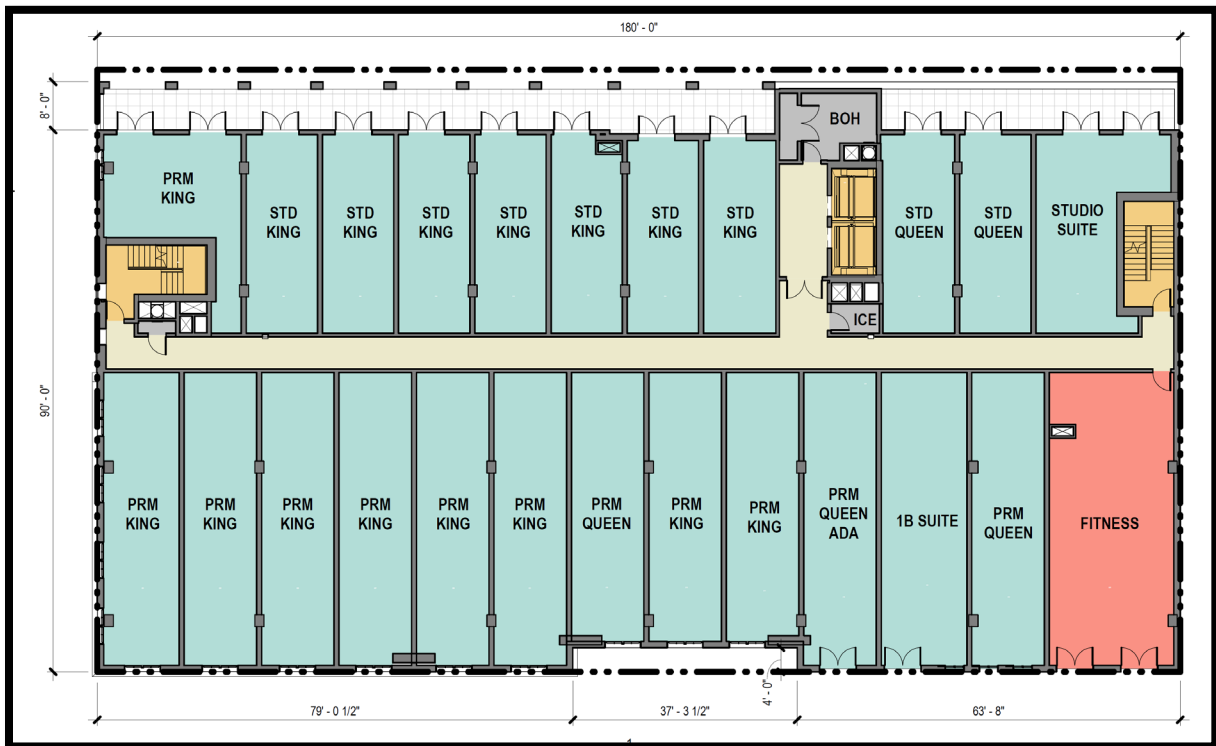 180' - 0"
8' - 0"
BOH
PRM
KING
STD
KING
STD
KING
STD
KING
STD
KING
STD
KING
STD
KING
STD
KING
STD
QUEEN
STD
QUEEN
STUDIO
SUITE
ICE
90' - 0"
PRM
KING
PRM
KING
PRM
KING
PRM
KING
PRM
KING
PRM
KING
PRM
QUEEN
PRM
KING
PRM
KING
PRM
QUEEN
ADA
1B SUITE
PRM
QUEEN
FITNESS
4' - 0"
79' - 0 1/2"
37' - 3 1/2"
63' - 8"